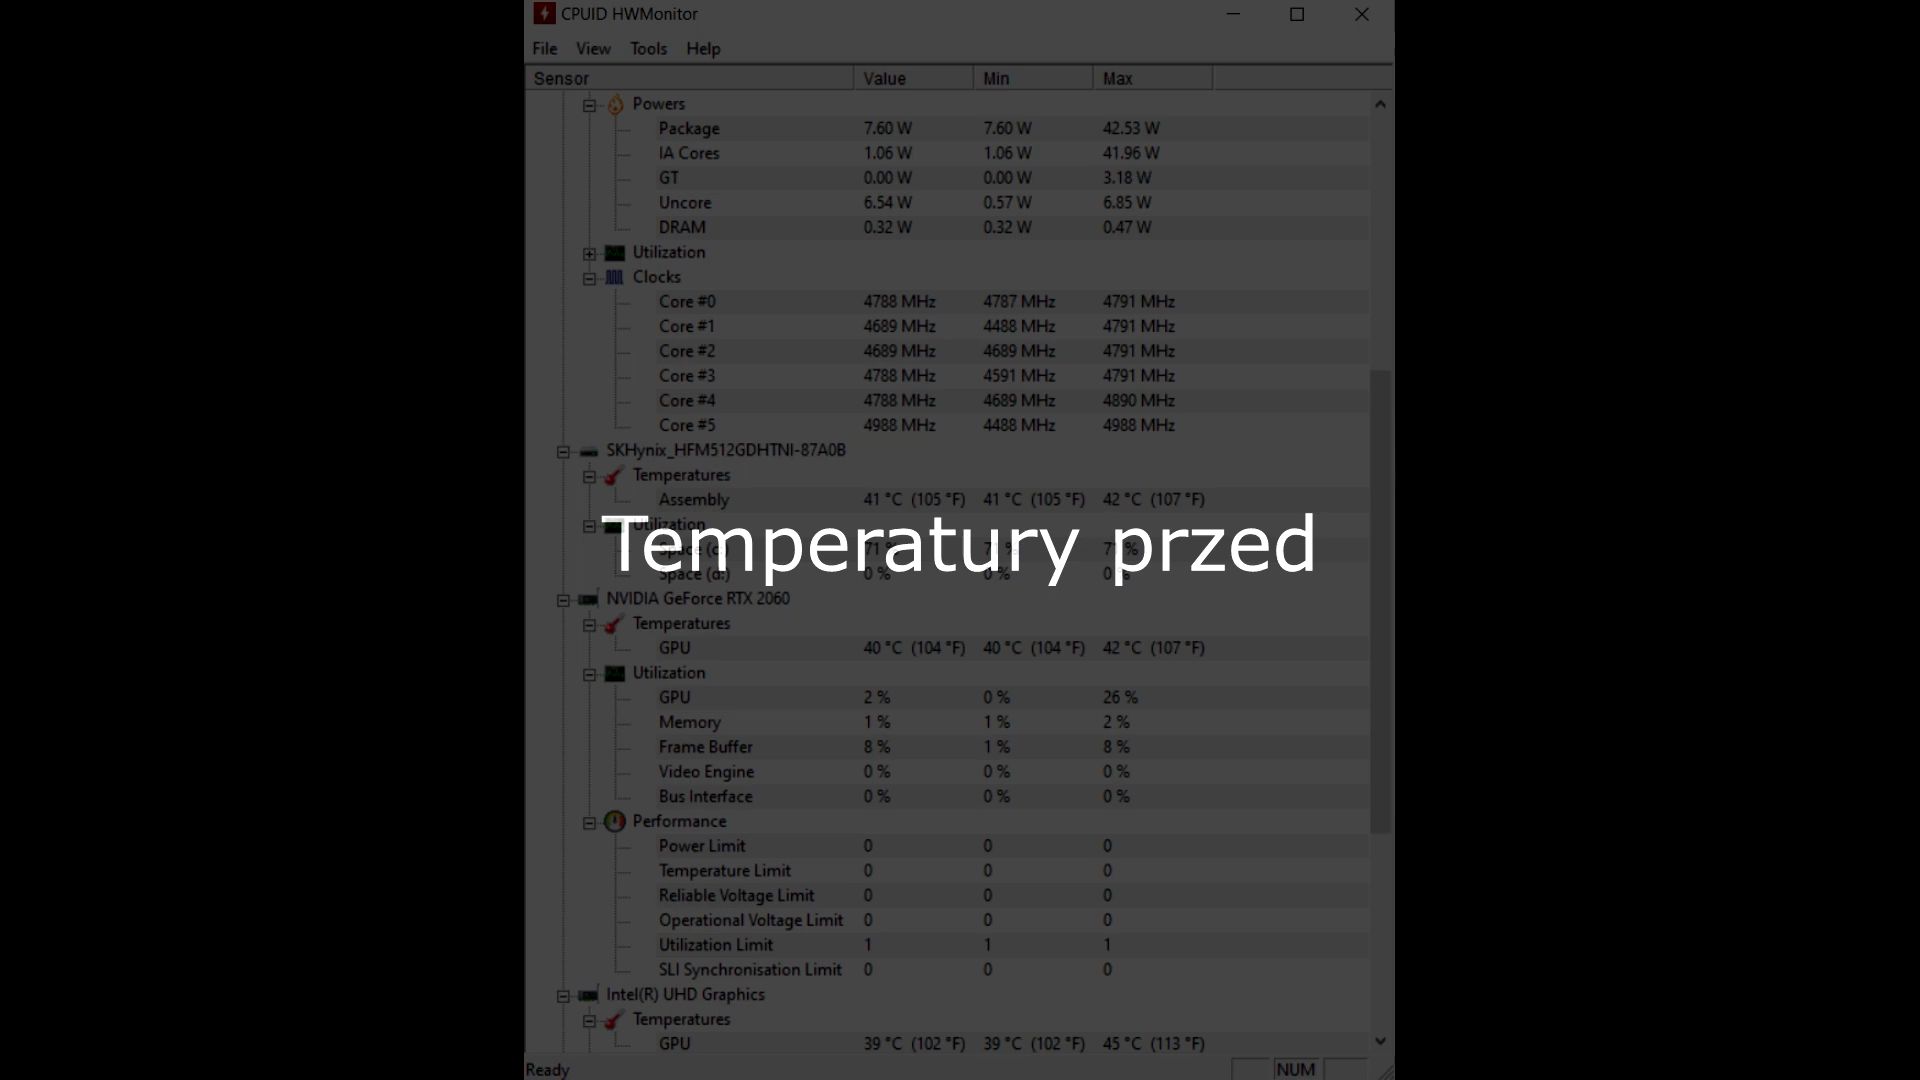 CPUID HWMonitor
File View Tools Help
Sensor Value Min Max
Powers
Package 7.60 W 7.60 W 42.53 W
IA Cores 1.06 W 1.06 W 41.96 W
GT 0.00 W 0.00 W 3.18 W
Uncore 6.54 W 0.57 W 6.85 W
DRAM 0.32 W 0.32 W 0.47 W
Utilization
Clocks
Core #0 4788 MHz 4787 MHz 4791 MHz
Core #1 4689 MHz 4488 MHz 4791 MHz
Core #2 4689 MHz 4689 MHz 4791 MHz
Core #3 4788 MHz 4591 MHz 4791 MHz
Core #4 4788 MHz 4689 MHz 4890 MHz
Core #5 4988 MHz 4488 MHz 4988 MHz
SKHynix_HFM512GDHTNI-87A0B
Temperatures
Assembly 41 °C (105 °F) 41 °C (105 °F) 42 °C (107 °F)
Utilization
Temperatury przed
Space (c:) 71 % 71 % 71 %
Space (d:) 0 % 0 % 0 %
NVIDIA GeForce RTX 2060
Temperatures
GPU 40 °C (104 °F) 40 °C (104 °F) 42 °C (107 °F)
Utilization
GPU 2 % 0 % 26 %
Memory 1 % 1 % 2 %
Frame Buffer 8 % 1 % 8 %
Video Engine 0 % 0 % 0 %
Bus Interface 0 % 0 % 0 %
Performance
Power Limit 0 0 0
Temperature Limit 0 0 0
Reliable Voltage Limit 0 0 0
Operational Voltage Limit 0 0 0
Utilization Limit 1 1 1
SLI Synchronisation Limit 0 0 0
Intel(R) UHD Graphics
Temperatures
GPU 39 °C (102 °F) 39 °C (102 °F) 45 °C (113 °F)
Ready NUM